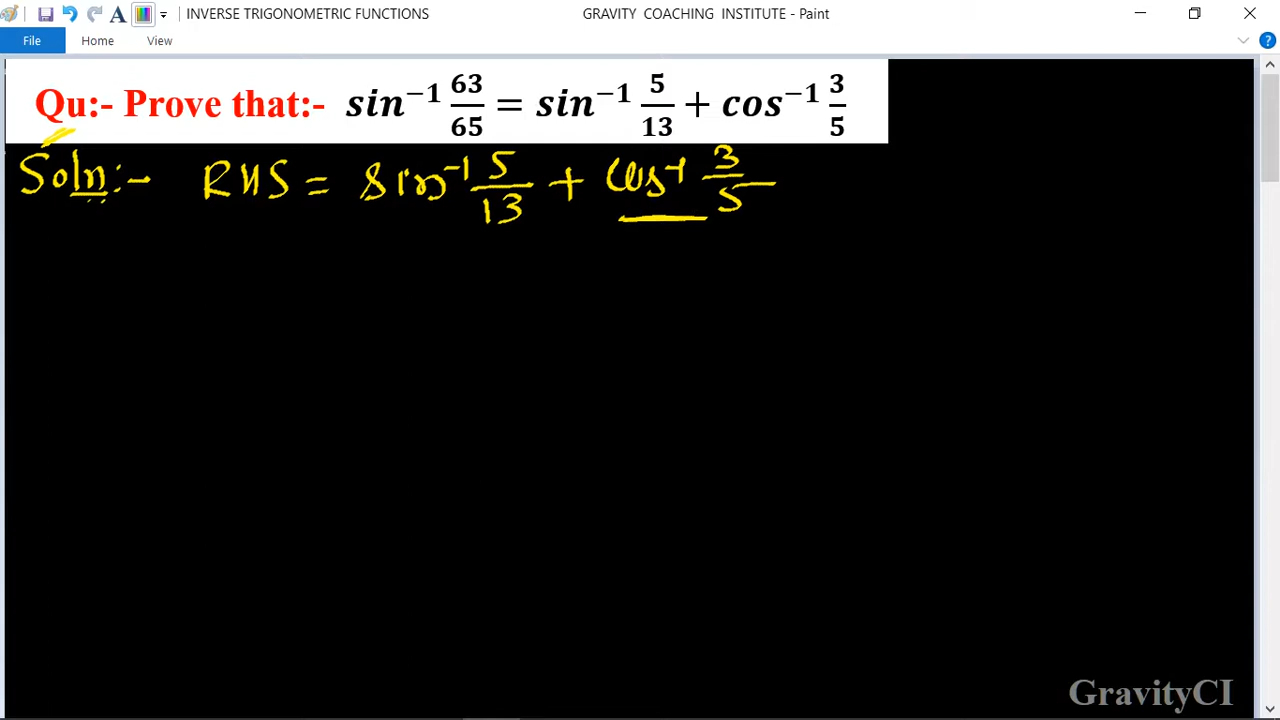 INVERSE TRIGONOMETRIC FUNCTIONS GRAVITY COACHING INSTITUTE - Paint
File Home View
Qu:- Prove that:- sin⁻¹ 63/65 = sin⁻¹ 5/13 + cos⁻¹ 3/5
Soln:- RHS = sin⁻¹ 5/13 + cos⁻¹ 3/5
GravityCI